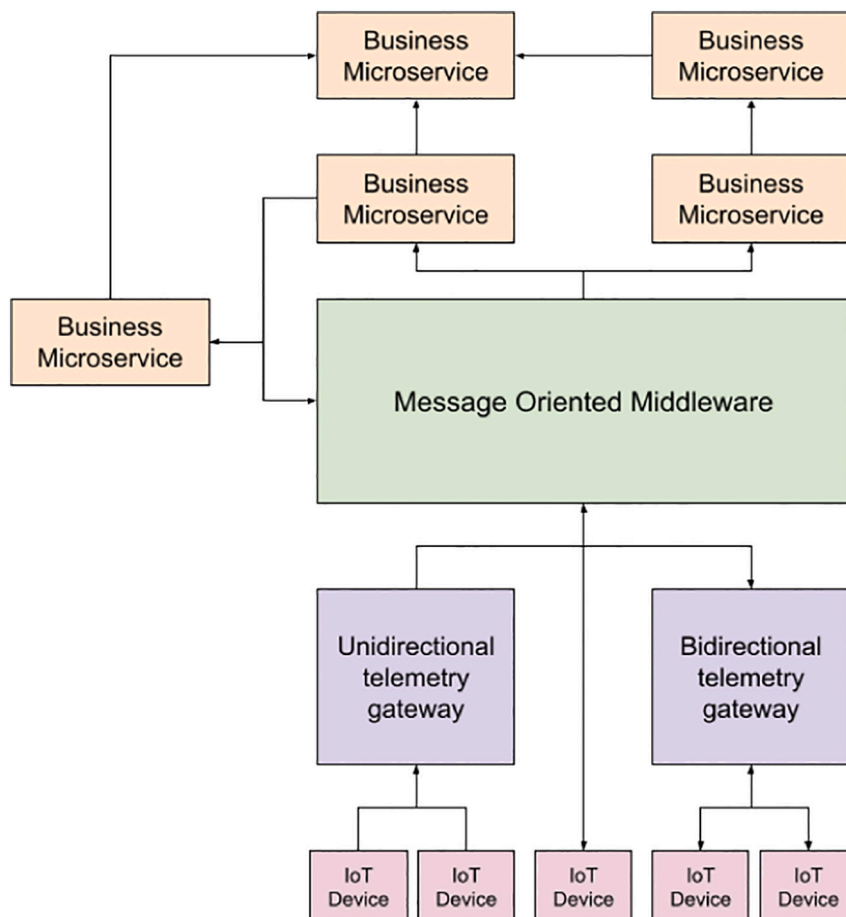 Business
Microservice
Business
Microservice
Business
Microservice
Business
Microservice
Business
Microservice
Message Oriented Middleware
Unidirectional
telemetry
gateway
Bidirectional
telemetry
gateway
IoT
Device
IoT
Device
IoT
Device
IoT
Device
IoT
Device